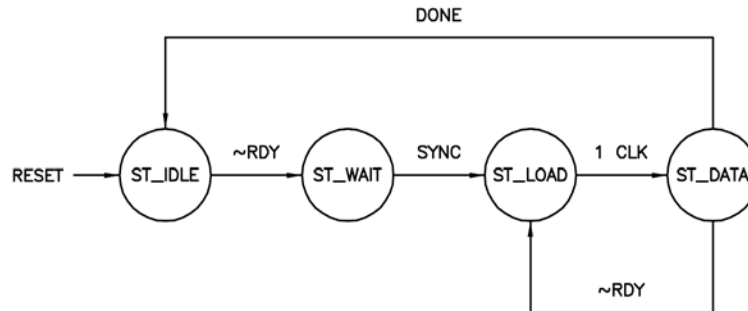 DONE
RESET
ST_IDLE
~RDY
ST_WAIT
SYNC
ST_LOAD
1 CLK
ST_DATA
~RDY